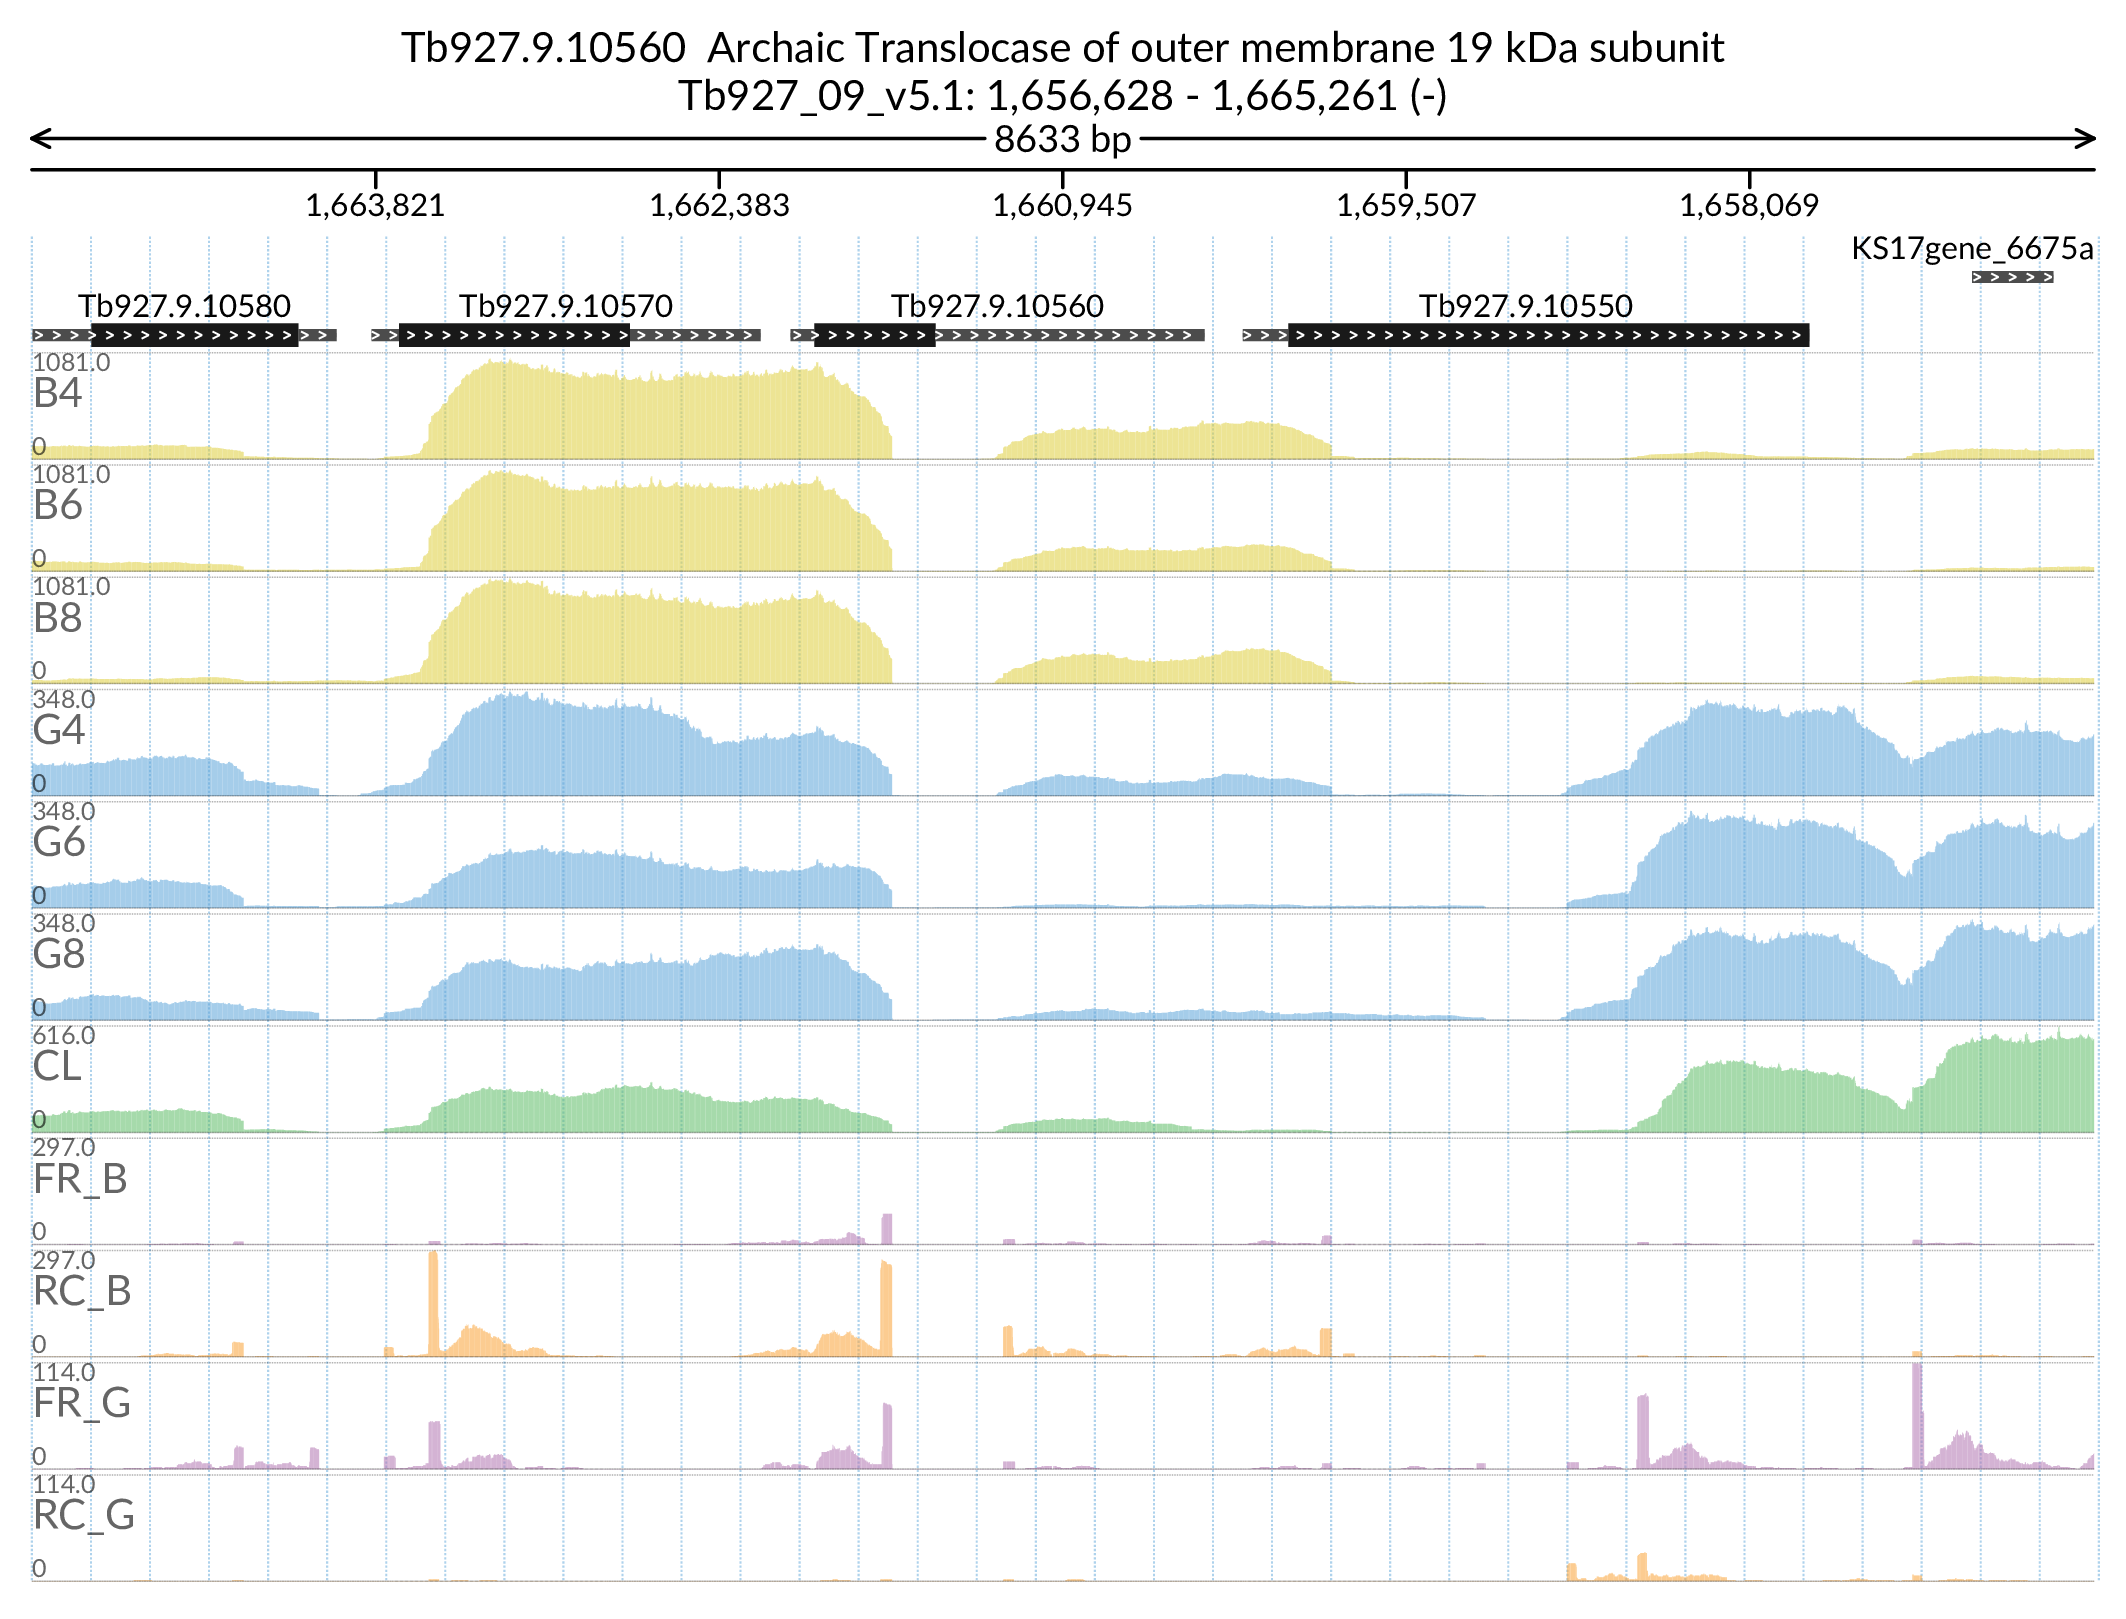 Tb927.9.10560  Archaic Translocase of outer membrane 19 kDa subunit
Tb927_09_v5.1: 1,656,628 - 1,665,261 (-)
8633 bp
1,663,821 1,662,383 1,660,945 1,659,507 1,658,069
KS17gene_6675a
Tb927.9.10580 Tb927.9.10570 Tb927.9.10560 Tb927.9.10550
1081.0
B4
0
1081.0
B6
0
1081.0
B8
0
348.0
G4
0
348.0
G6
0
348.0
G8
0
616.0
CL
0
297.0
FR_B
0
297.0
RC_B
0
114.0
FR_G
0
114.0
RC_G
0